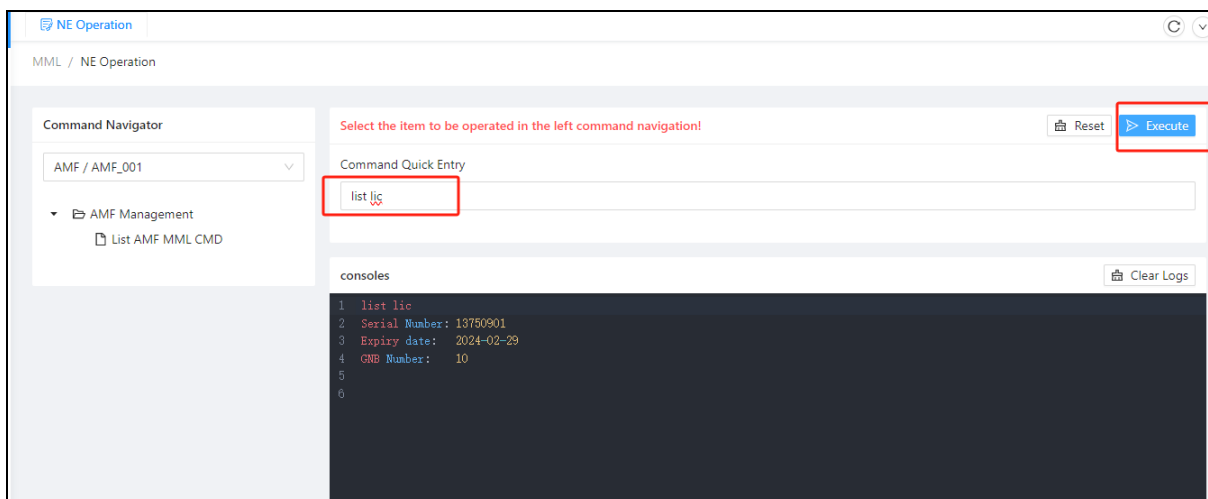 NE Operation
MML / NE Operation
Command Navigator
AMF / AMF_001
AMF Management
List AMF MML CMD
Select the item to be operated in the left command navigation!
Reset
Execute
Command Quick Entry
list lic
consoles
Clear Logs
1 list lic
2 Serial Number: 13750901
3 Expiry date: 2024-02-29
4 GNB Number: 10
5
6